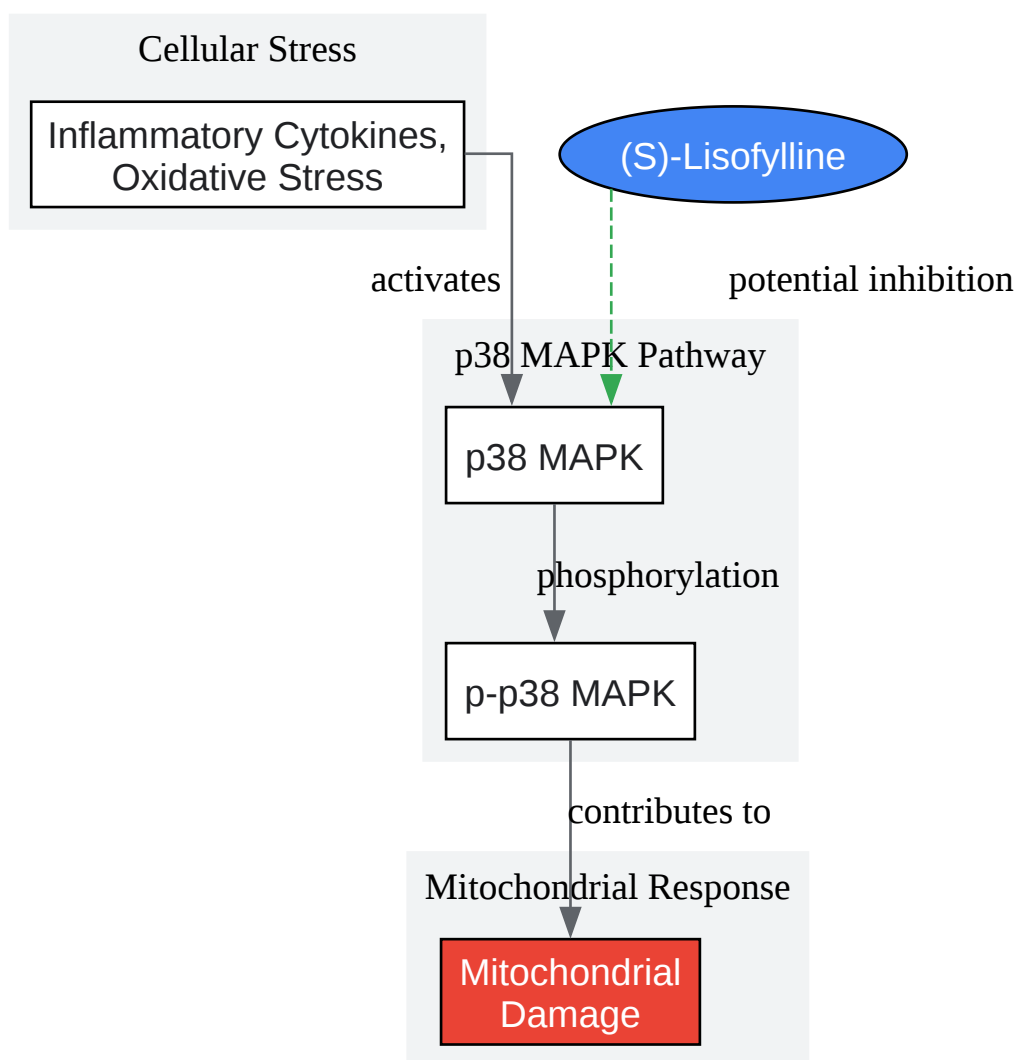 Cellular Stress
Inflammatory Cytokines,
Oxidative Stress
(S)-Lisofylline
activates
potential inhibition
p38 MAPK Pathway
p38 MAPK
phosphorylation
p-p38 MAPK
contributes to
Mitochondrial Response
Mitochondrial
Damage